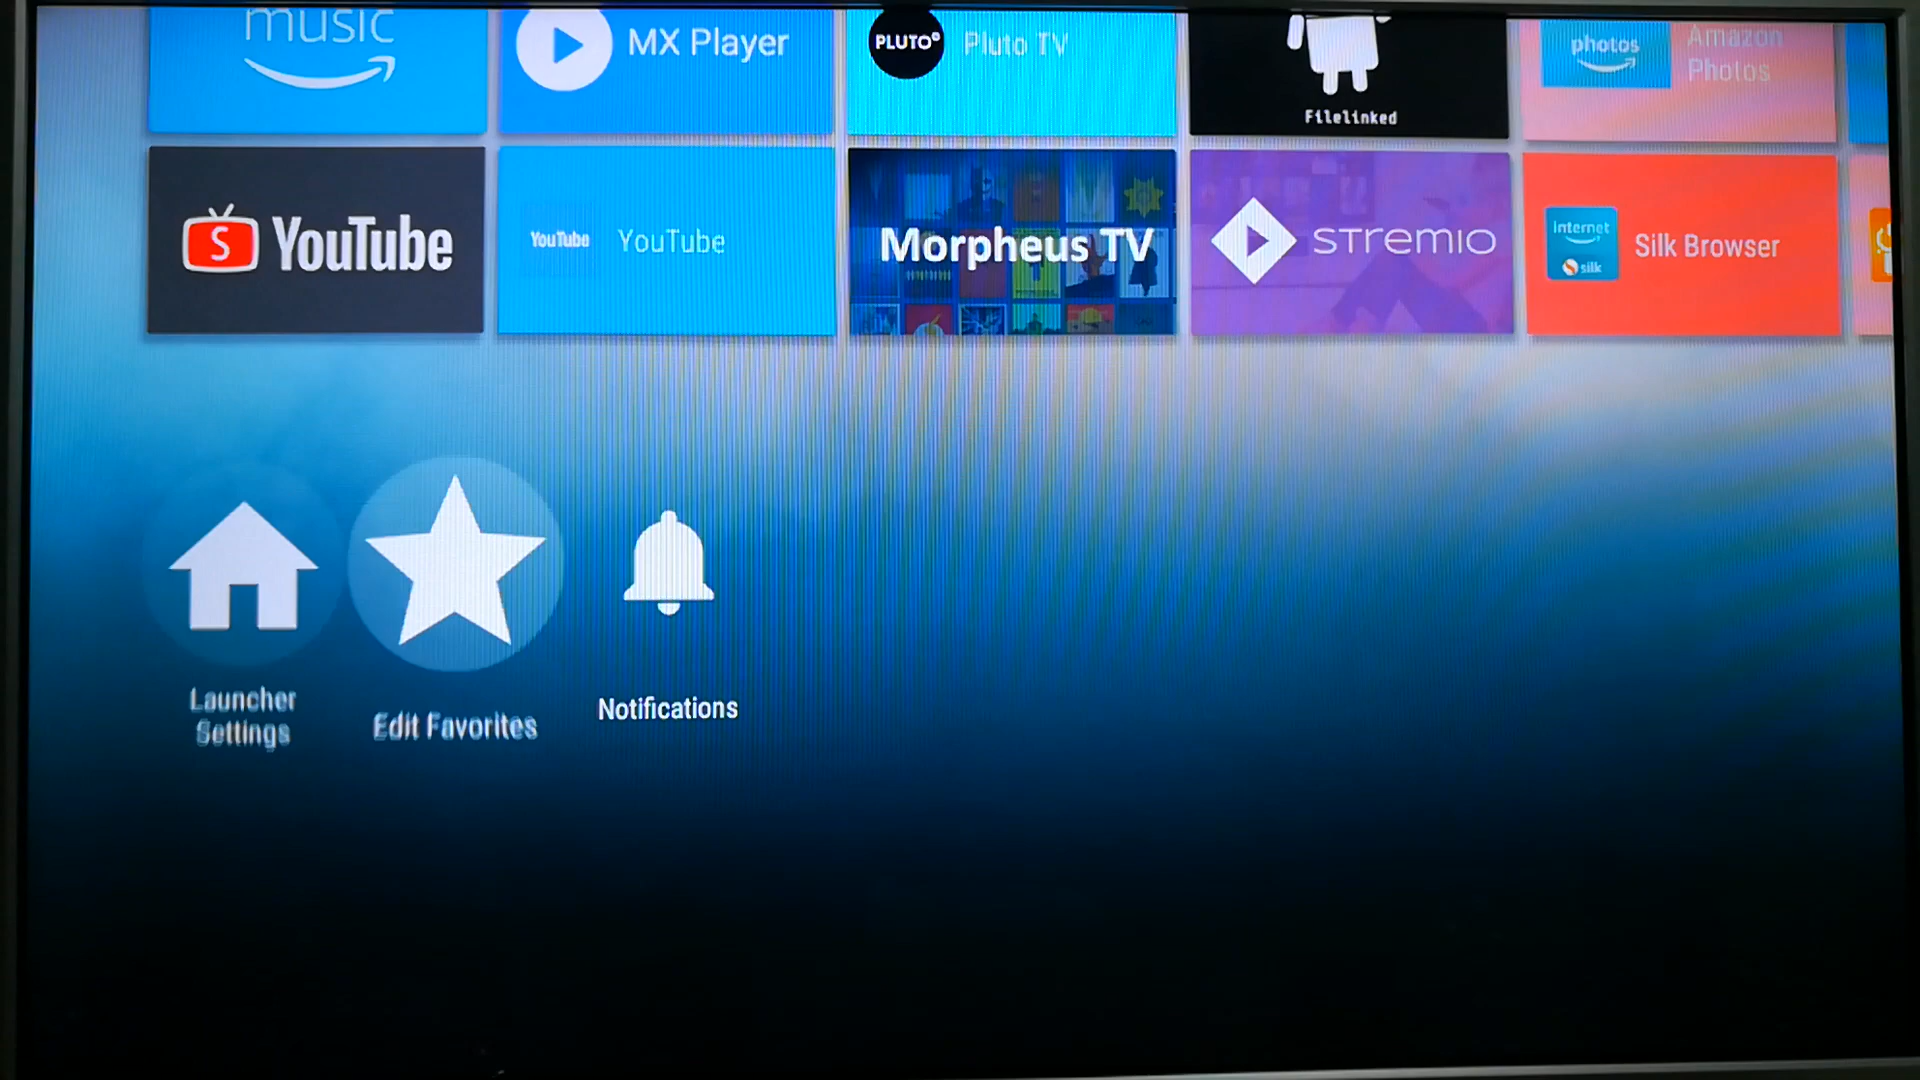 music
MX Player
PLUTO
Pluto TV
Filelinked
photos
Amazon
Photos
S YouTube
YouTube
YouTube
Morpheus TV
STREMIO
Internet
silk
Silk Browser
Launcher
Settings
Edit Favorites
Notifications